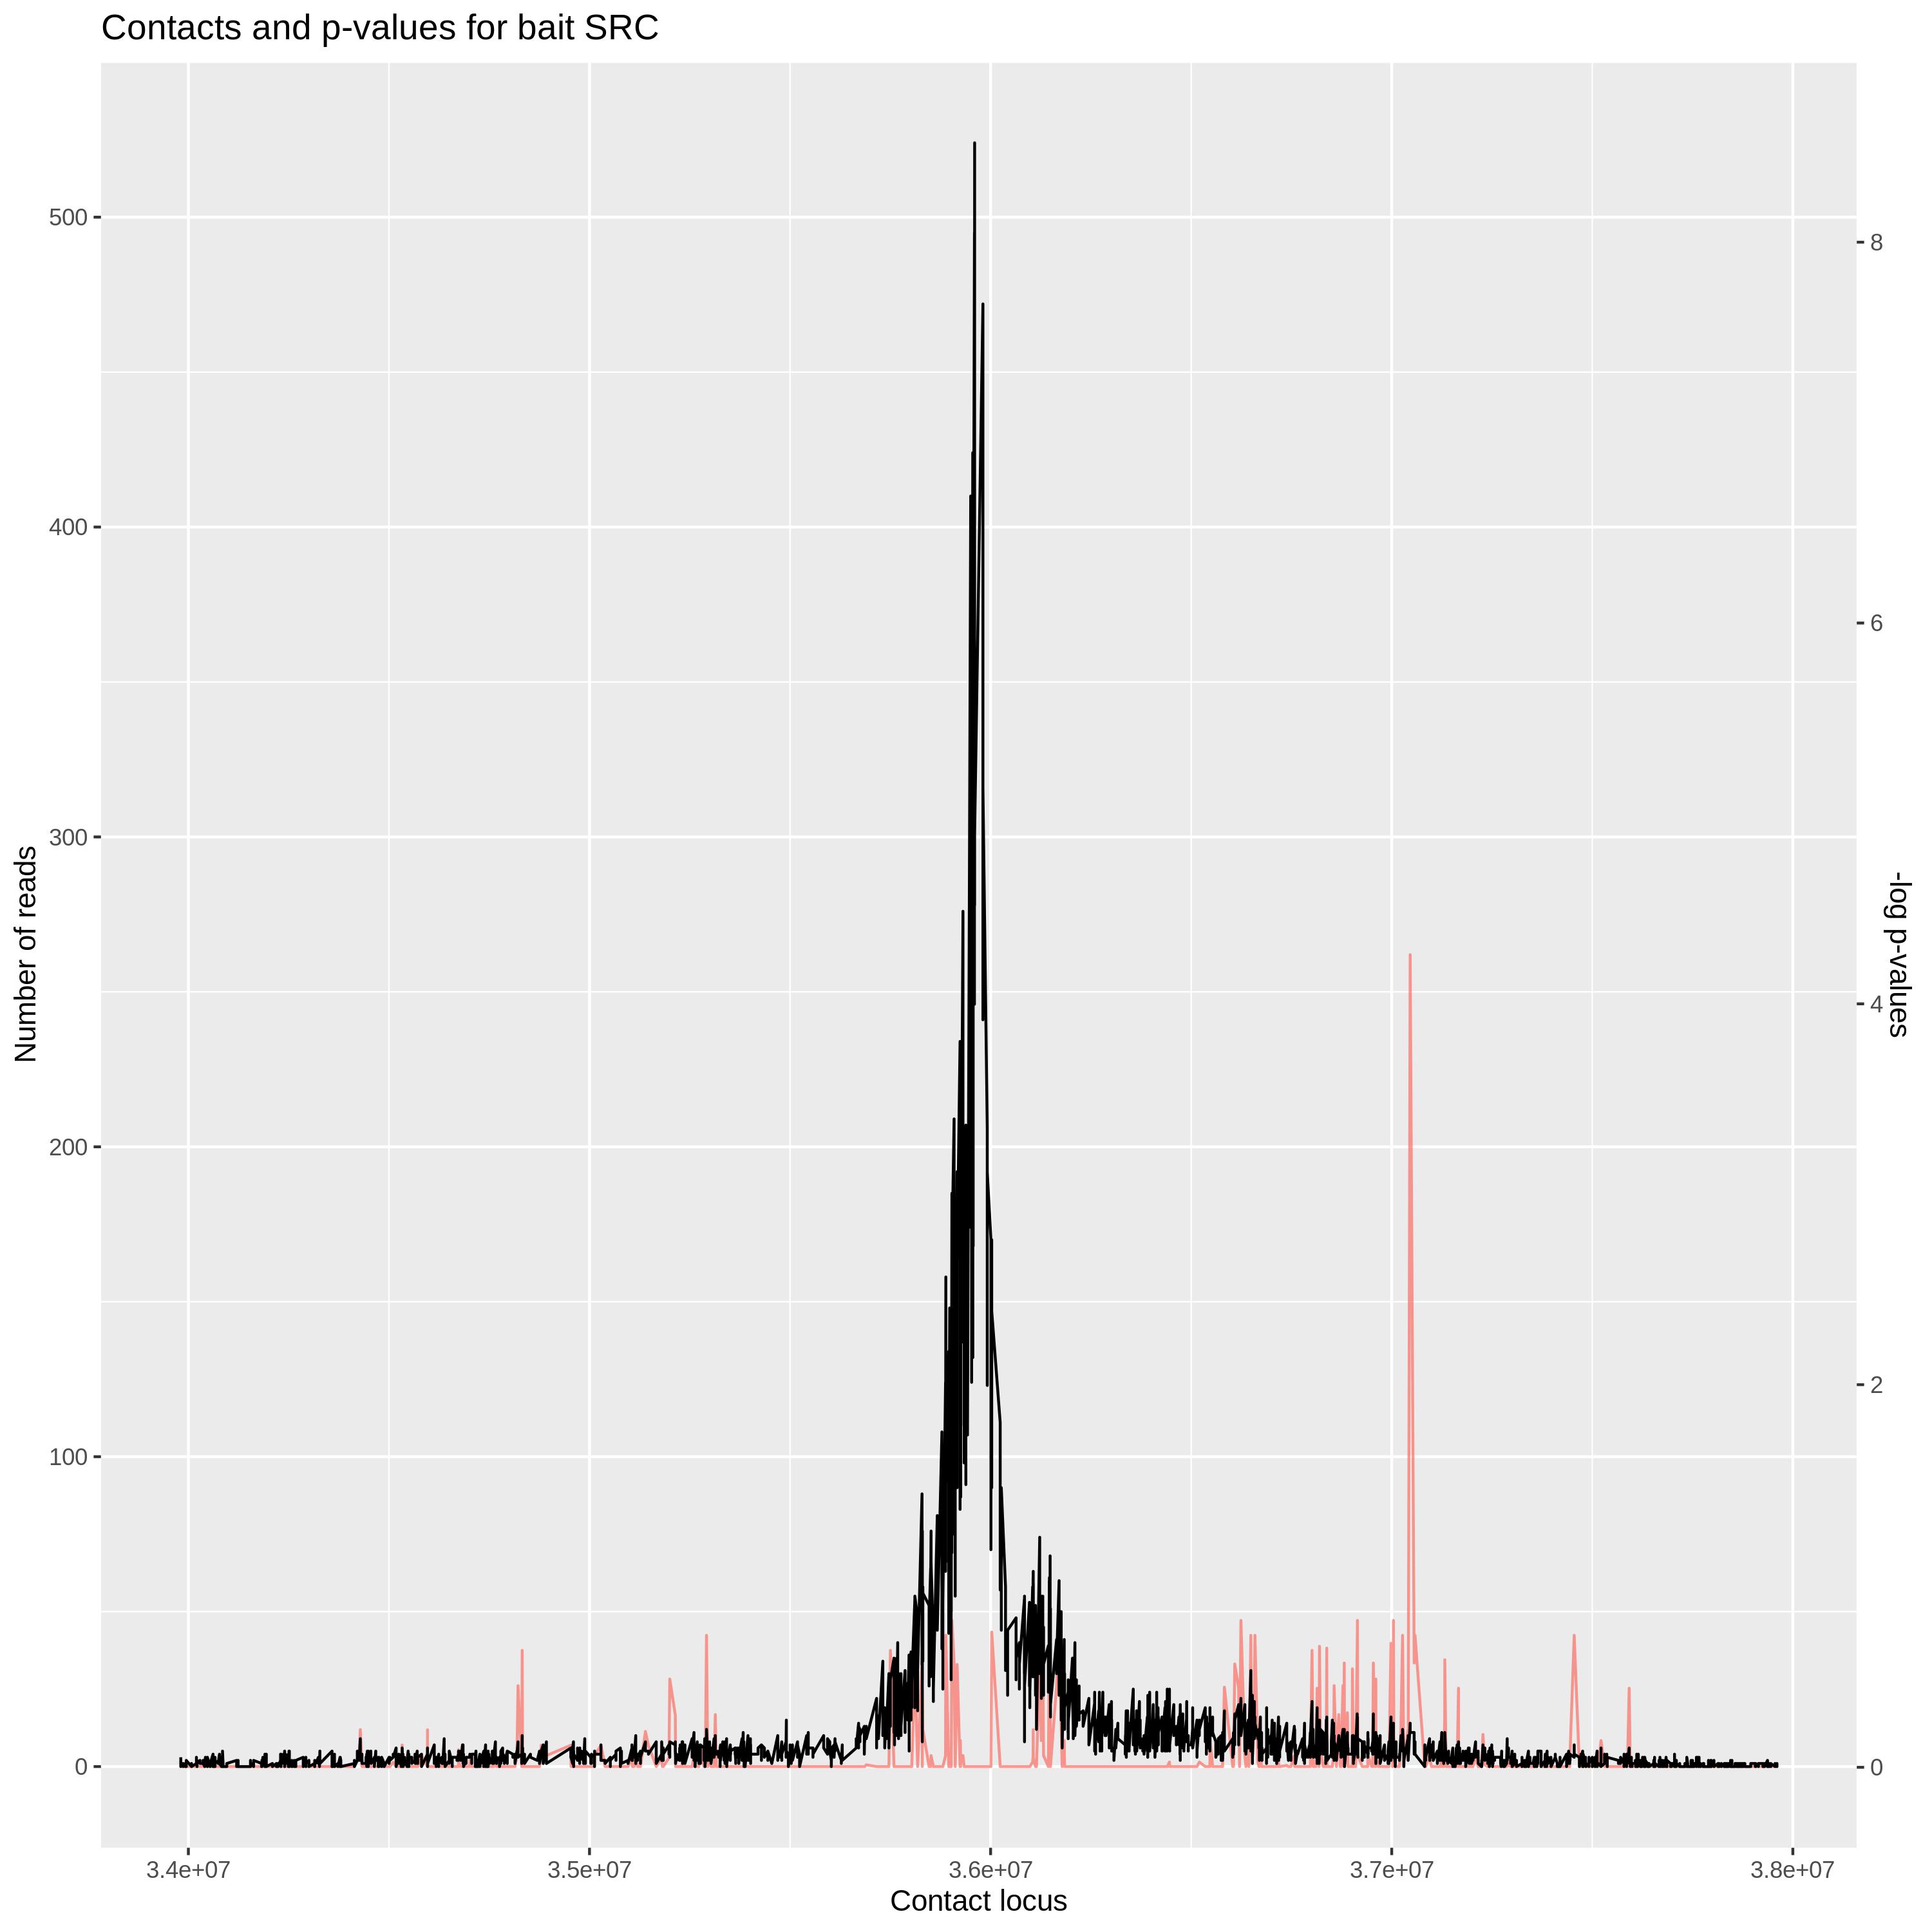 Contacts and p-values for bait SRC
500
400
300
200
100
0
Number of reads
8
6
4
2
0
-log p-values
3.4e+07
3.5e+07
3.6e+07
3.7e+07
3.8e+07
Contact locus